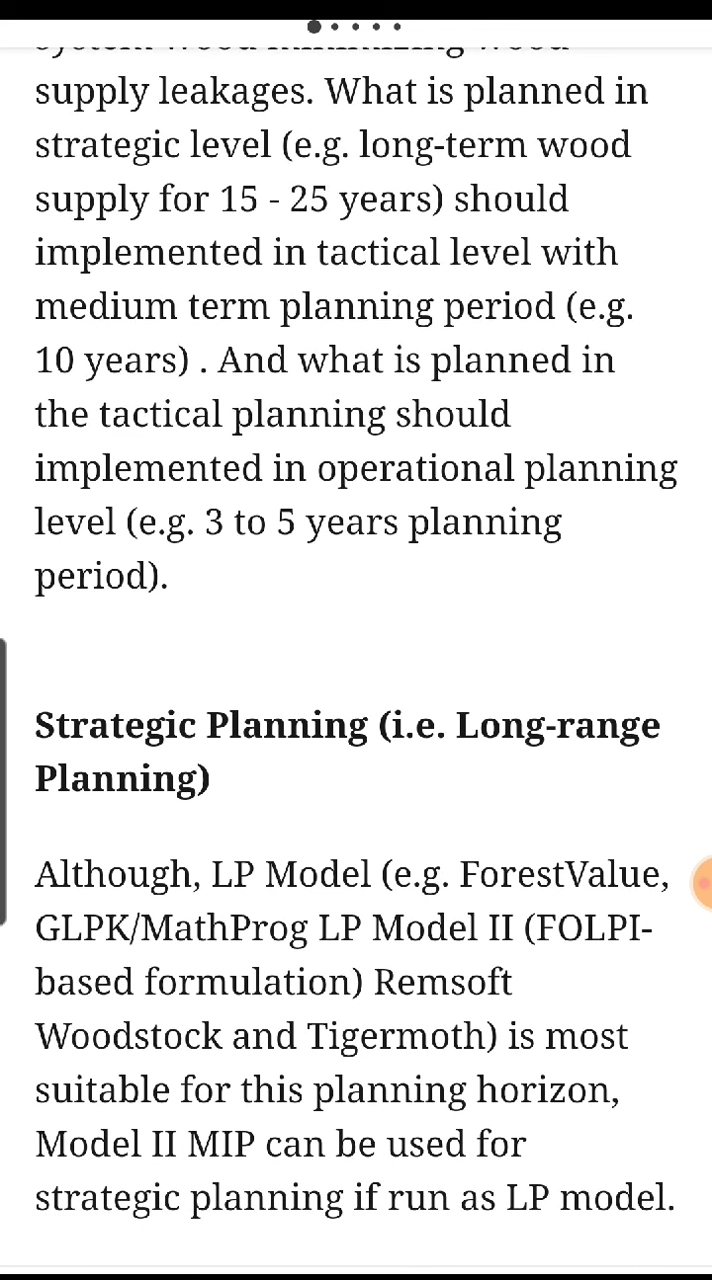 supply leakages. What is planned in
strategic level (e.g. long-term wood
supply for 15 - 25 years) should
implemented in tactical level with
medium term planning period (e.g.
10 years) . And what is planned in
the tactical planning should
implemented in operational planning
level (e.g. 3 to 5 years planning
period).
Strategic Planning (i.e. Long-range
Planning)
Although, LP Model (e.g. ForestValue,
GLPK/MathProg LP Model II (FOLPI-
based formulation) Remsoft
Woodstock and Tigermoth) is most
suitable for this planning horizon,
Model II MIP can be used for
strategic planning if run as LP model.